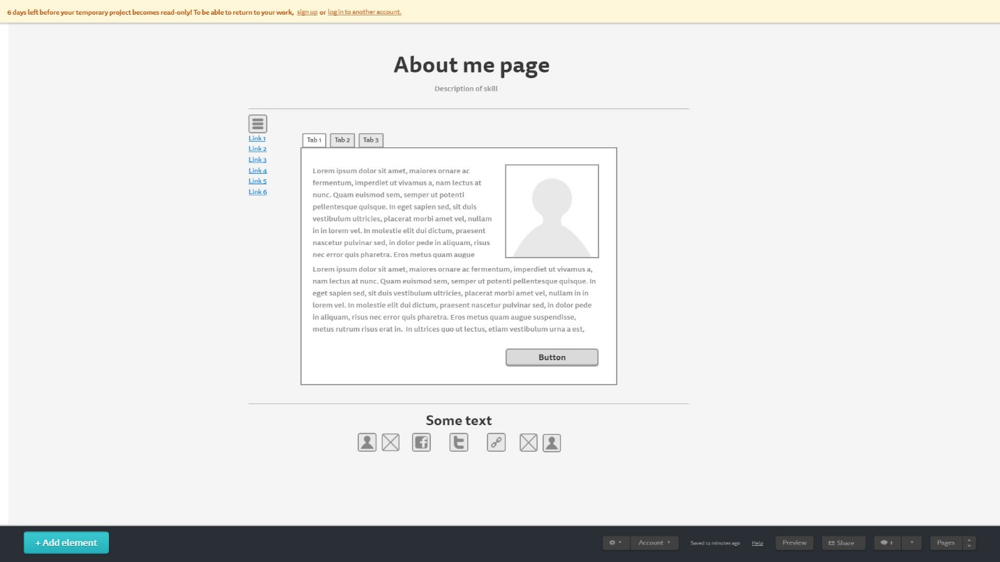 6 days left before your temporary project becomes read-only! To be able to return to your work, sign up or log in to another account.
About me page
Description of skill
Link 1
Link 2
Link 3
Link 4
Link 5
Link 6
Tab 1 Tab 2 Tab 3
Lorem ipsum dolor sit amet, maiores ornare ac
fermentum, imperdiet ut vivamus a, nam lectus at
nunc. Quam euismod sem, semper ut potenti
pellentesque quisque. In eget sapien sed, sit duis
vestibulum ultricies, placerat morbi amet vel, nullam
in in lorem vel. In molestie elit dui dictum, praesent
nascetur pulvinar sed, in dolor pede in aliquam, risus
nec error quis pharetra. Eros metus quam augue
Lorem ipsum dolor sit amet, maiores ornare ac fermentum, imperdiet ut vivamus a,
nam lectus at nunc. Quam euismod sem, semper ut potenti pellentesque quisque. In
eget sapien sed, sit duis vestibulum ultricies, placerat morbi amet vel, nullam in in
lorem vel. In molestie elit dui dictum, praesent nascetur pulvinar sed, in dolor pede
in aliquam, risus nec error quis pharetra. Eros metus quam augue suspendisse,
metus rutrum risus erat in. In ultrices quo ut lectus, etiam vestibulum urna a est,
Button
Some text
+ Add element Account Saved 12 minutes ago Help Preview Share + Pages